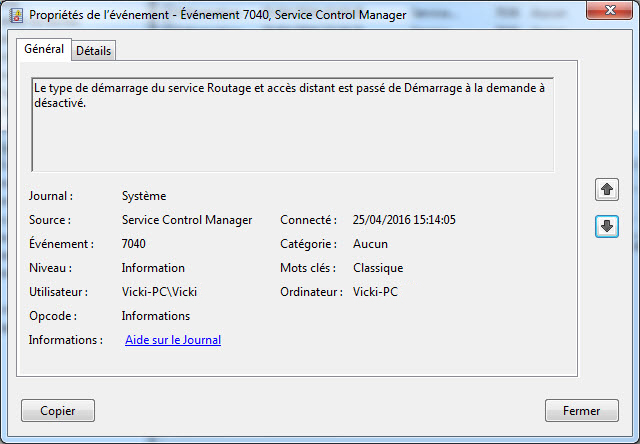 Propriétés de l'événement - Événement 7040, Service Control Manager
Général Détails
Le type de démarrage du service Routage et accès distant est passé de Démarrage à la demande à
désactivé.
Journal : Système
Source : Service Control Manager Connecté : 25/04/2016 15:14:05
Événement : 7040 Catégorie : Aucun
Niveau : Information Mots clés : Classique
Utilisateur : Vicki-PC\Vicki Ordinateur : Vicki-PC
Opcode : Informations
Informations : Aide sur le Journal
Copier Fermer